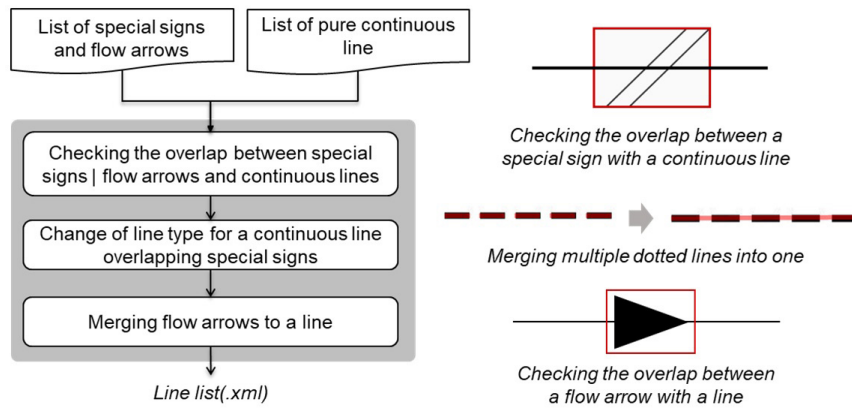 List of special signs
and flow arrows
List of pure continuous
line
Checking the overlap between special
signs | flow arrows and continuous lines
Change of line type for a continuous line
overlapping special signs
Merging flow arrows to a line
Line list(.xml)
Checking the overlap between a
special sign with a continuous line
Merging multiple dotted lines into one
Checking the overlap between
a flow arrow with a line